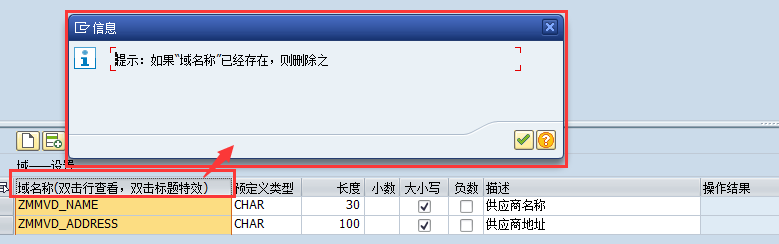 信息
提示：如果“域名称”已经存在，则删除之
域——设置
域名称(双击行查看，双击标题特效) 预定义类型 长度 小数 大小写 负数 描述 操作结果
ZMMVD_NAME CHAR 30 供应商名称
ZMMVD_ADDRESS CHAR 100 供应商地址